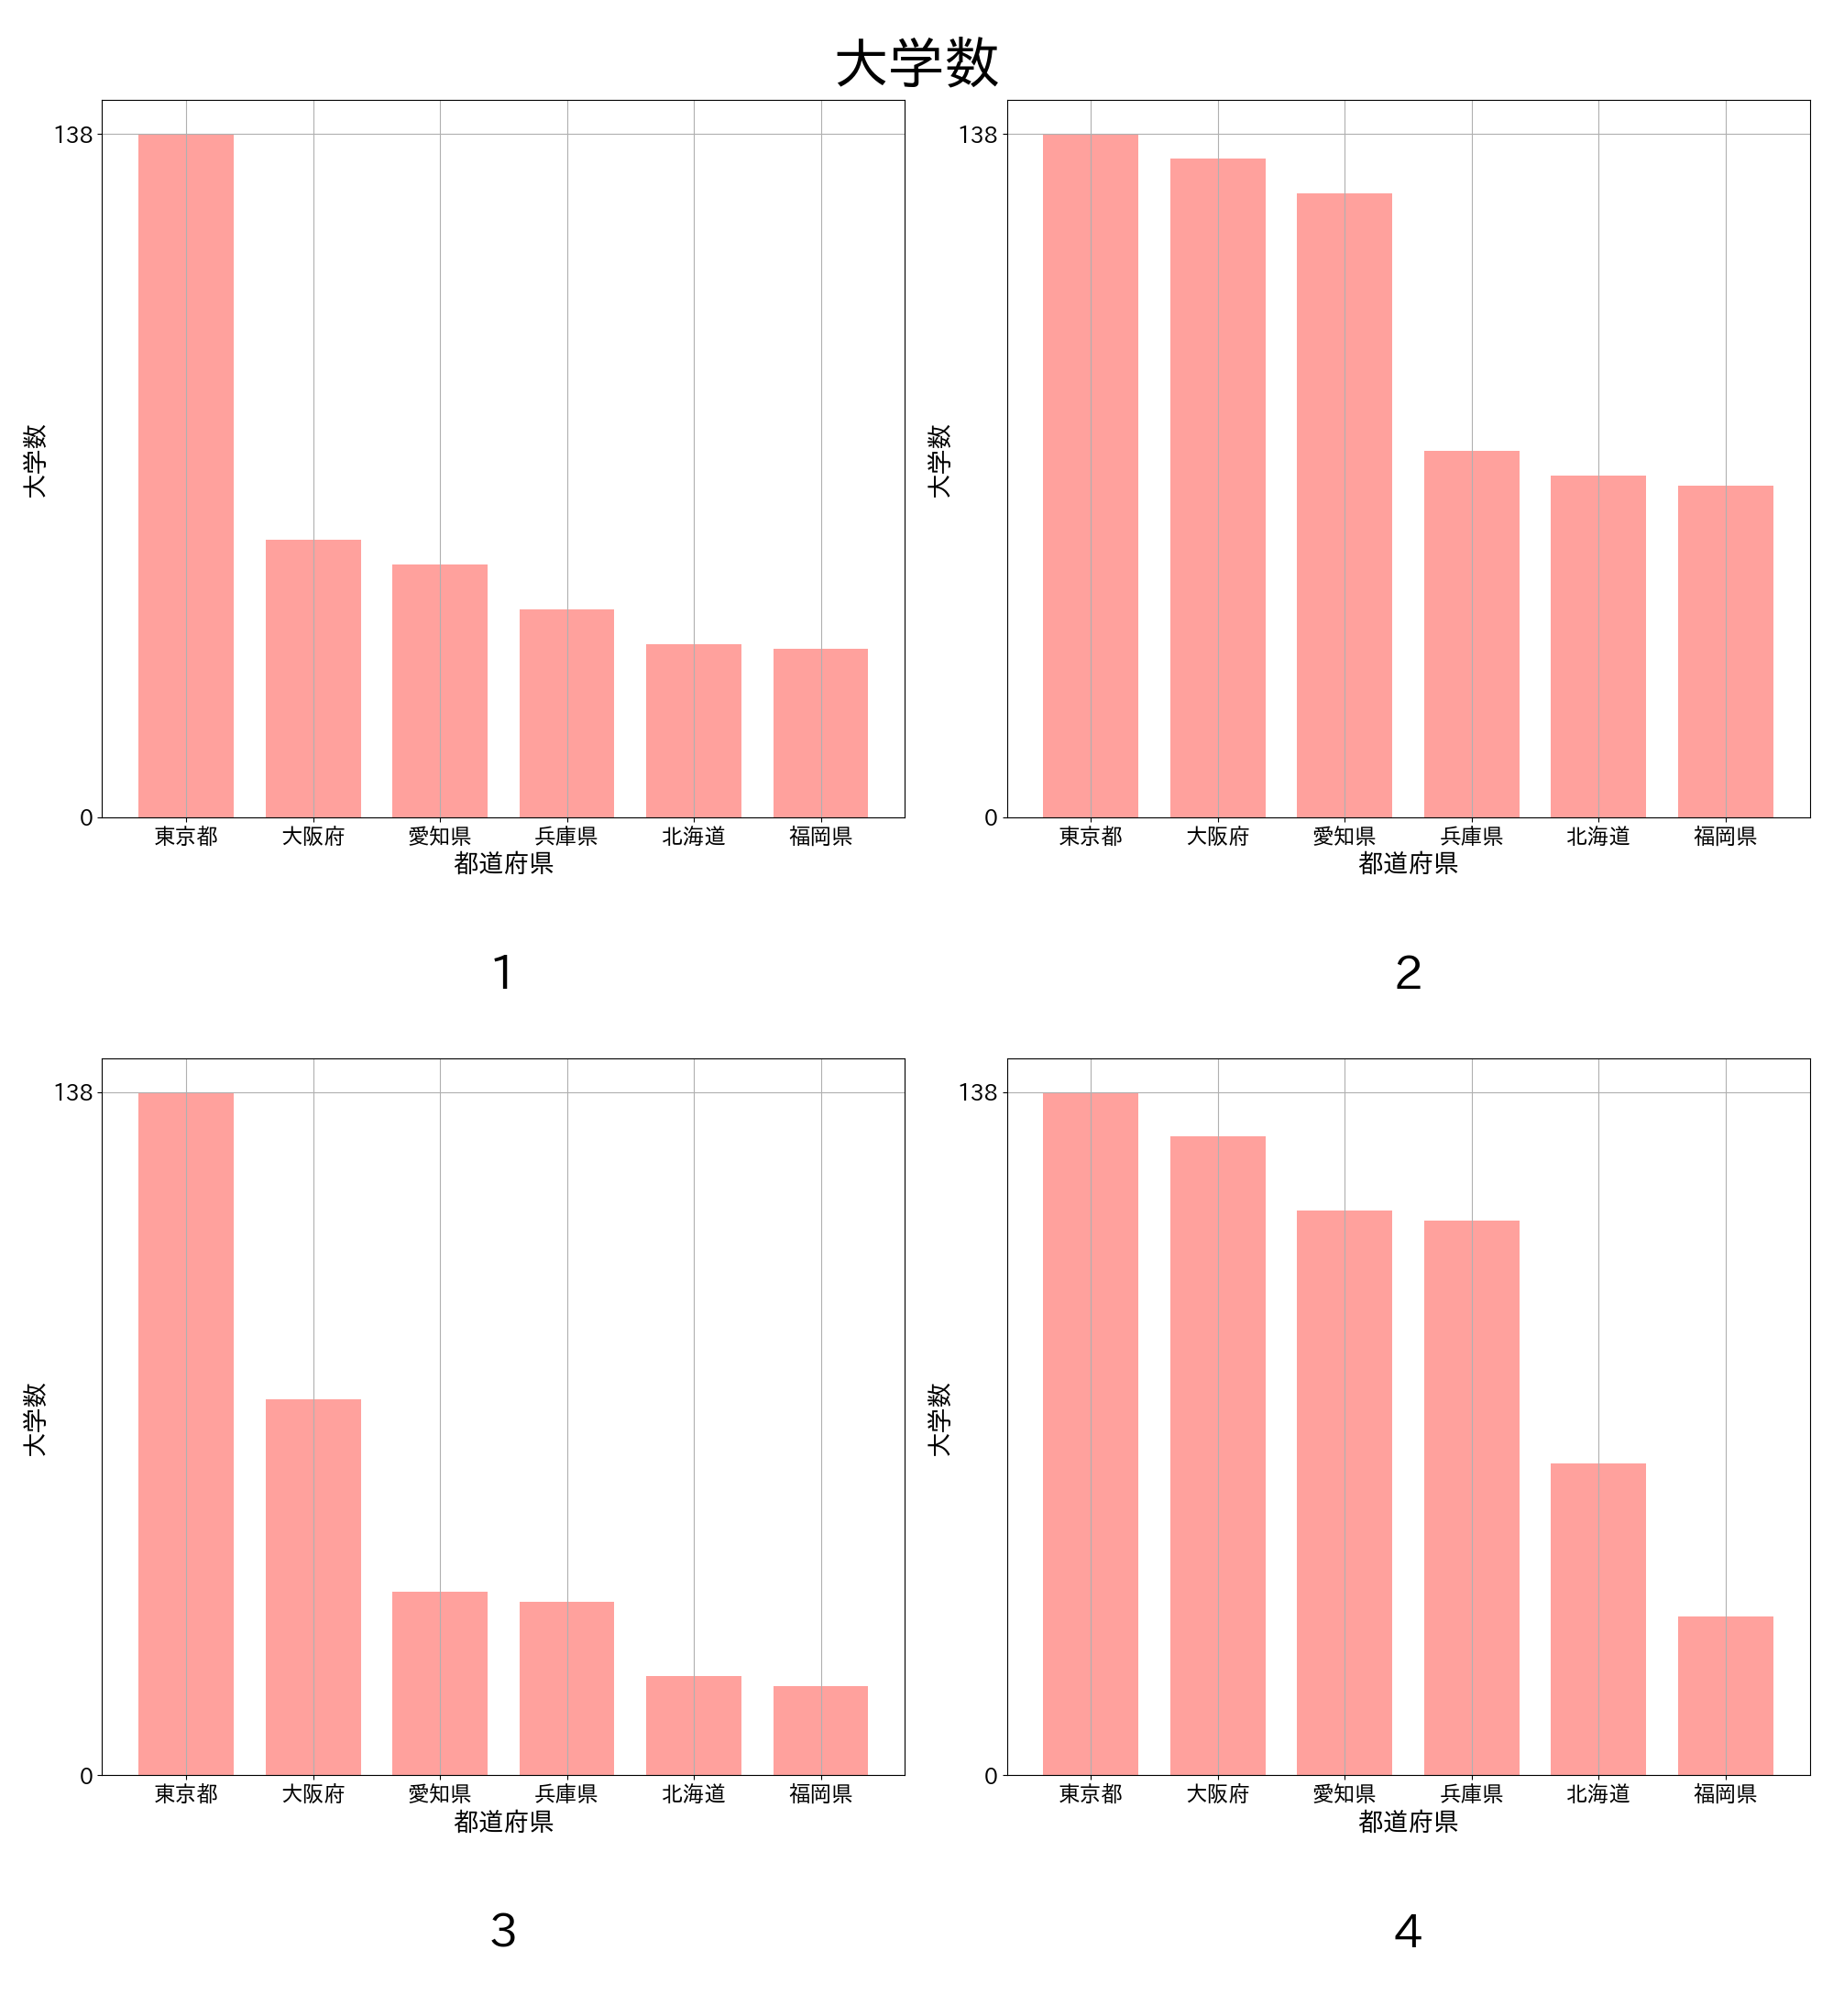 大学数
138
大学数
0
東京都 大阪府 愛知県 兵庫県 北海道 福岡県
都道府県
1
138
大学数
0
東京都 大阪府 愛知県 兵庫県 北海道 福岡県
都道府県
2
138
大学数
0
東京都 大阪府 愛知県 兵庫県 北海道 福岡県
都道府県
3
138
大学数
0
東京都 大阪府 愛知県 兵庫県 北海道 福岡県
都道府県
4